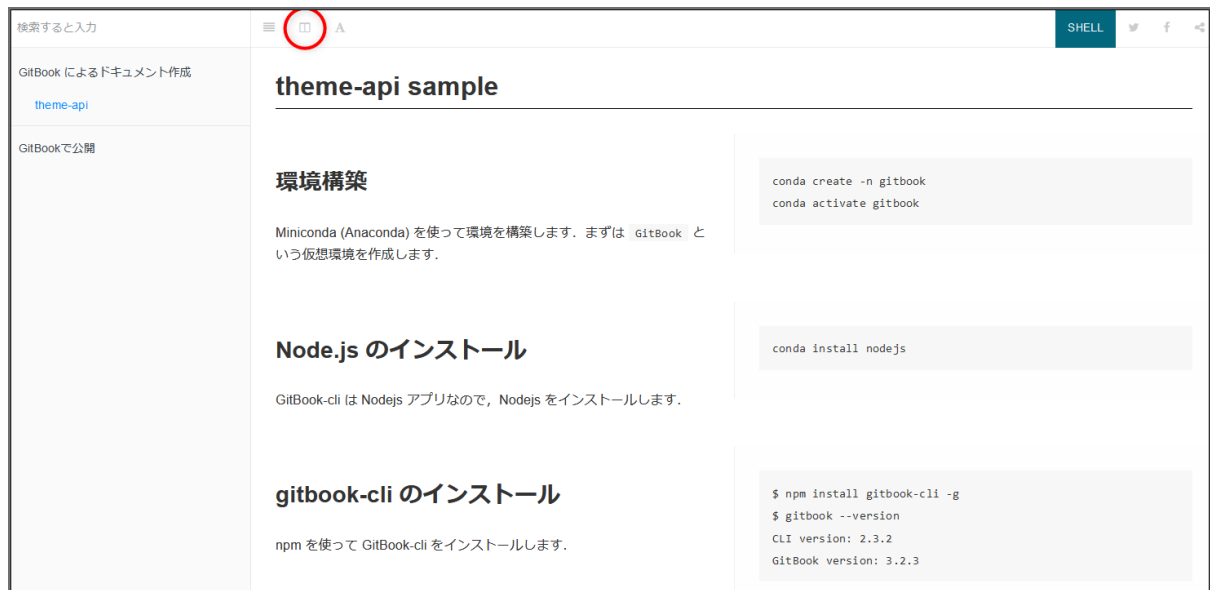 検索すると入力
A
SHELL
GitBook によるドキュメント作成
theme-api
GitBookで公開
theme-api sample
環境構築
Miniconda (Anaconda) を使って環境を構築します．まずは GitBook と
いう仮想環境を作成します．
conda create -n gitbook
conda activate gitbook
Node.js のインストール
GitBook-cli は Nodejs アプリなので，Nodejs をインストールします．
conda install nodejs
gitbook-cli のインストール
npm を使って GitBook-cli をインストールします．
$ npm install gitbook-cli -g
$ gitbook --version
CLI version: 2.3.2
GitBook version: 3.2.3